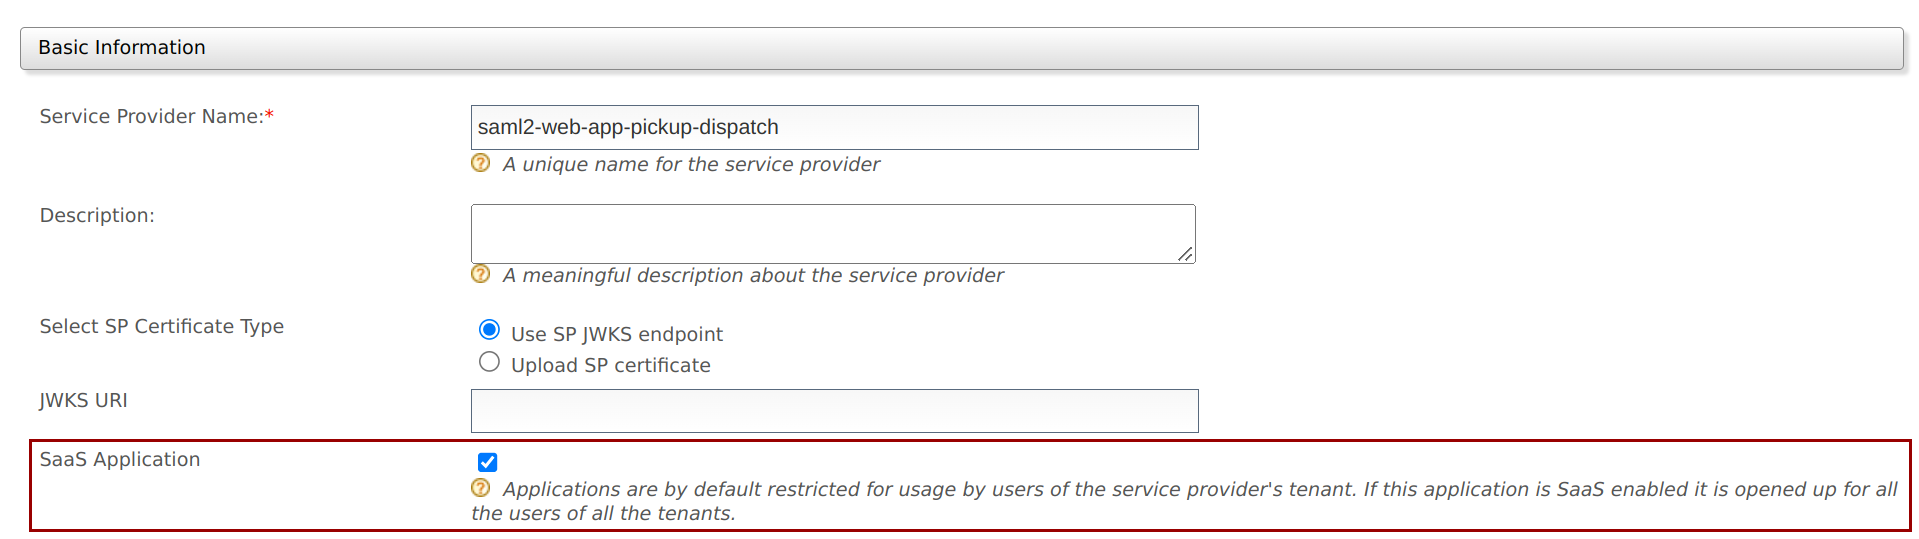 Basic Information
Service Provider Name:*
saml2-web-app-pickup-dispatch
? A unique name for the service provider
Description:
? A meaningful description about the service provider
Select SP Certificate Type
Use SP JWKS endpoint
Upload SP certificate
JWKS URI
SaaS Application
? Applications are by default restricted for usage by users of the service provider's tenant. If this application is SaaS enabled it is opened up for all
the users of all the tenants.